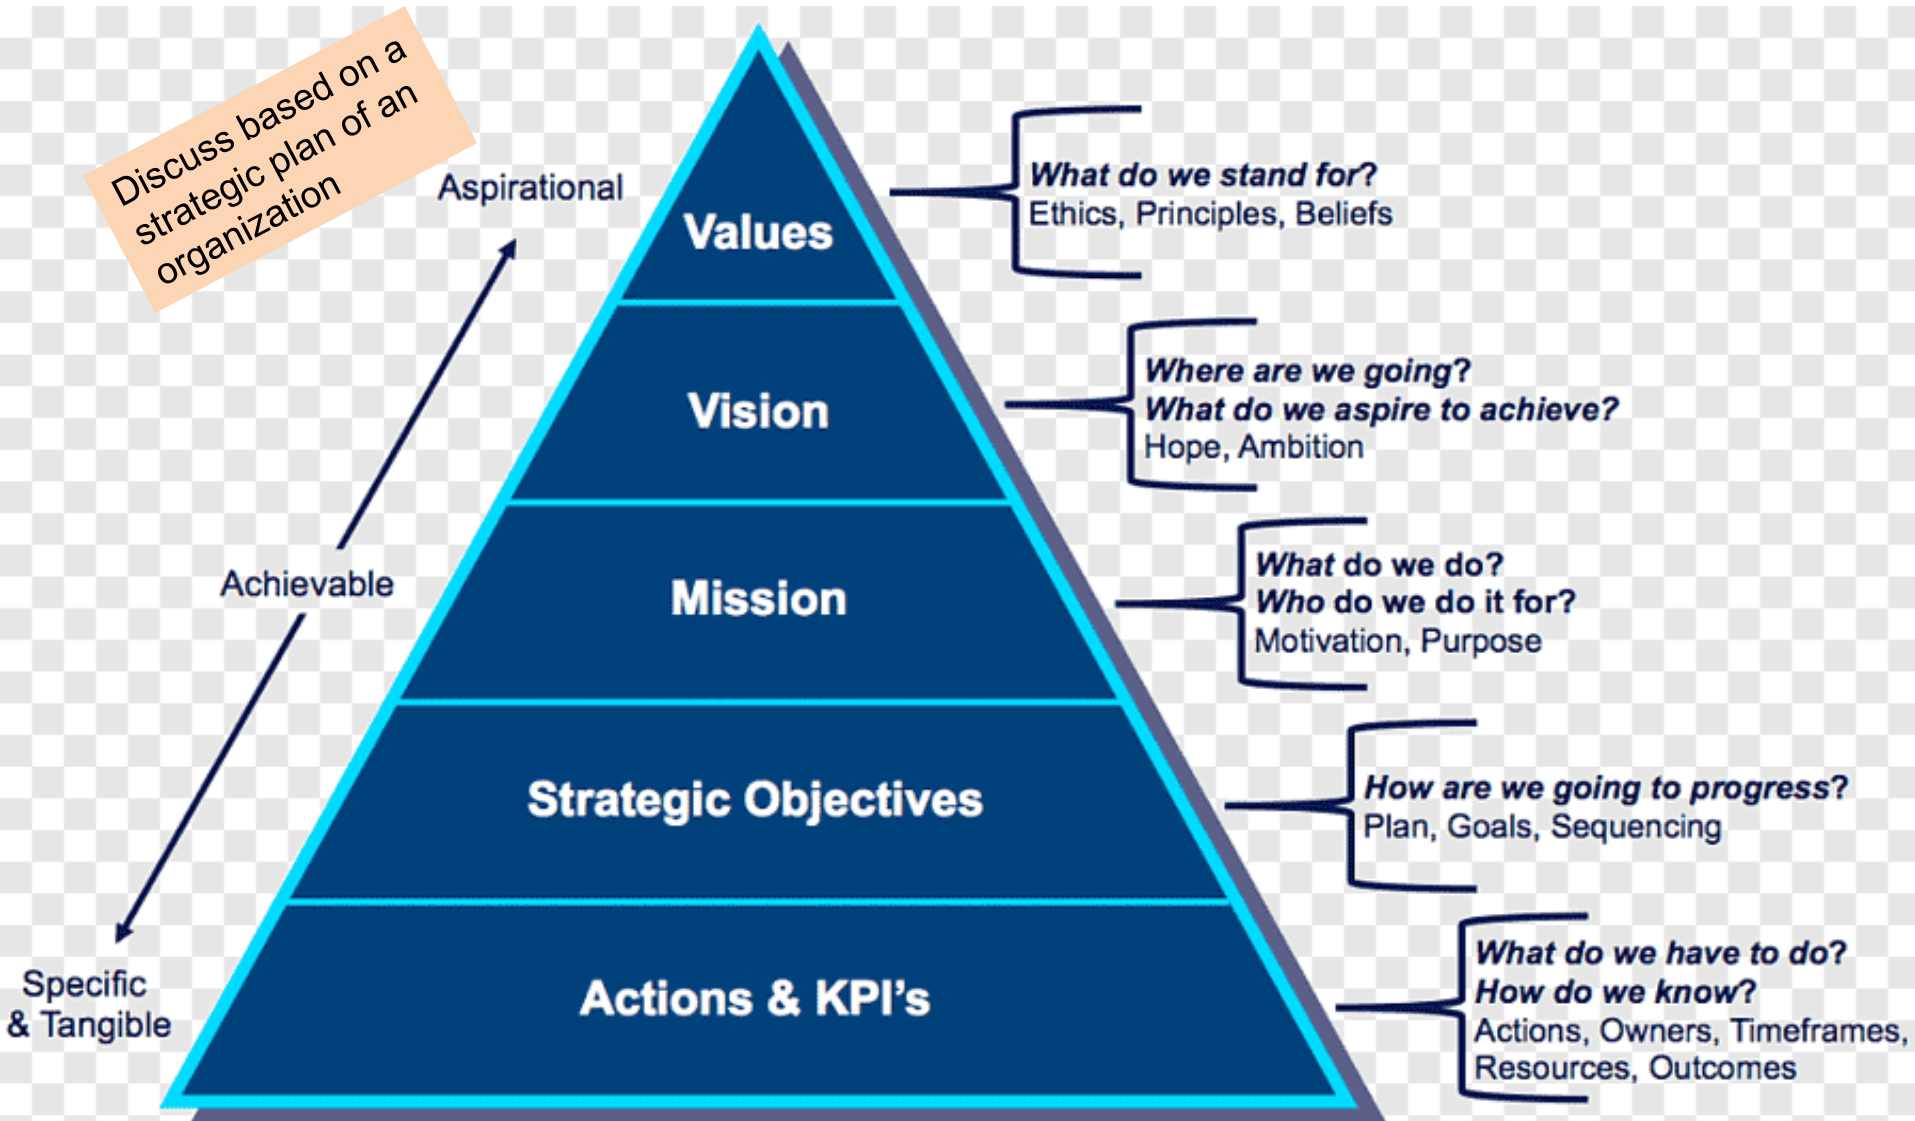 Discuss based on a
strategic plan of an
organization
Aspirational
Achievable
Specific
& Tangible
Values
Vision
Mission
Strategic Objectives
Actions & KPI’s
What do we stand for?
Ethics, Principles, Beliefs
Where are we going?
What do we aspire to achieve?
Hope, Ambition
What do we do?
Who do we do it for?
Motivation, Purpose
How are we going to progress?
Plan, Goals, Sequencing
What do we have to do?
How do we know?
Actions, Owners, Timeframes,
Resources, Outcomes